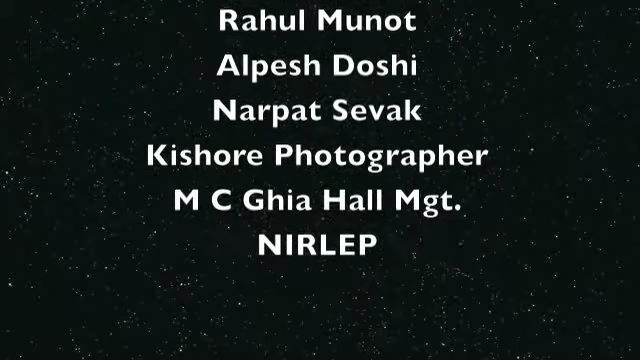 Rahul Munot
Alpesh Doshi
Narpat Sevak
Kishore Photographer
M C Ghia Hall Mgt.
NIRLEP